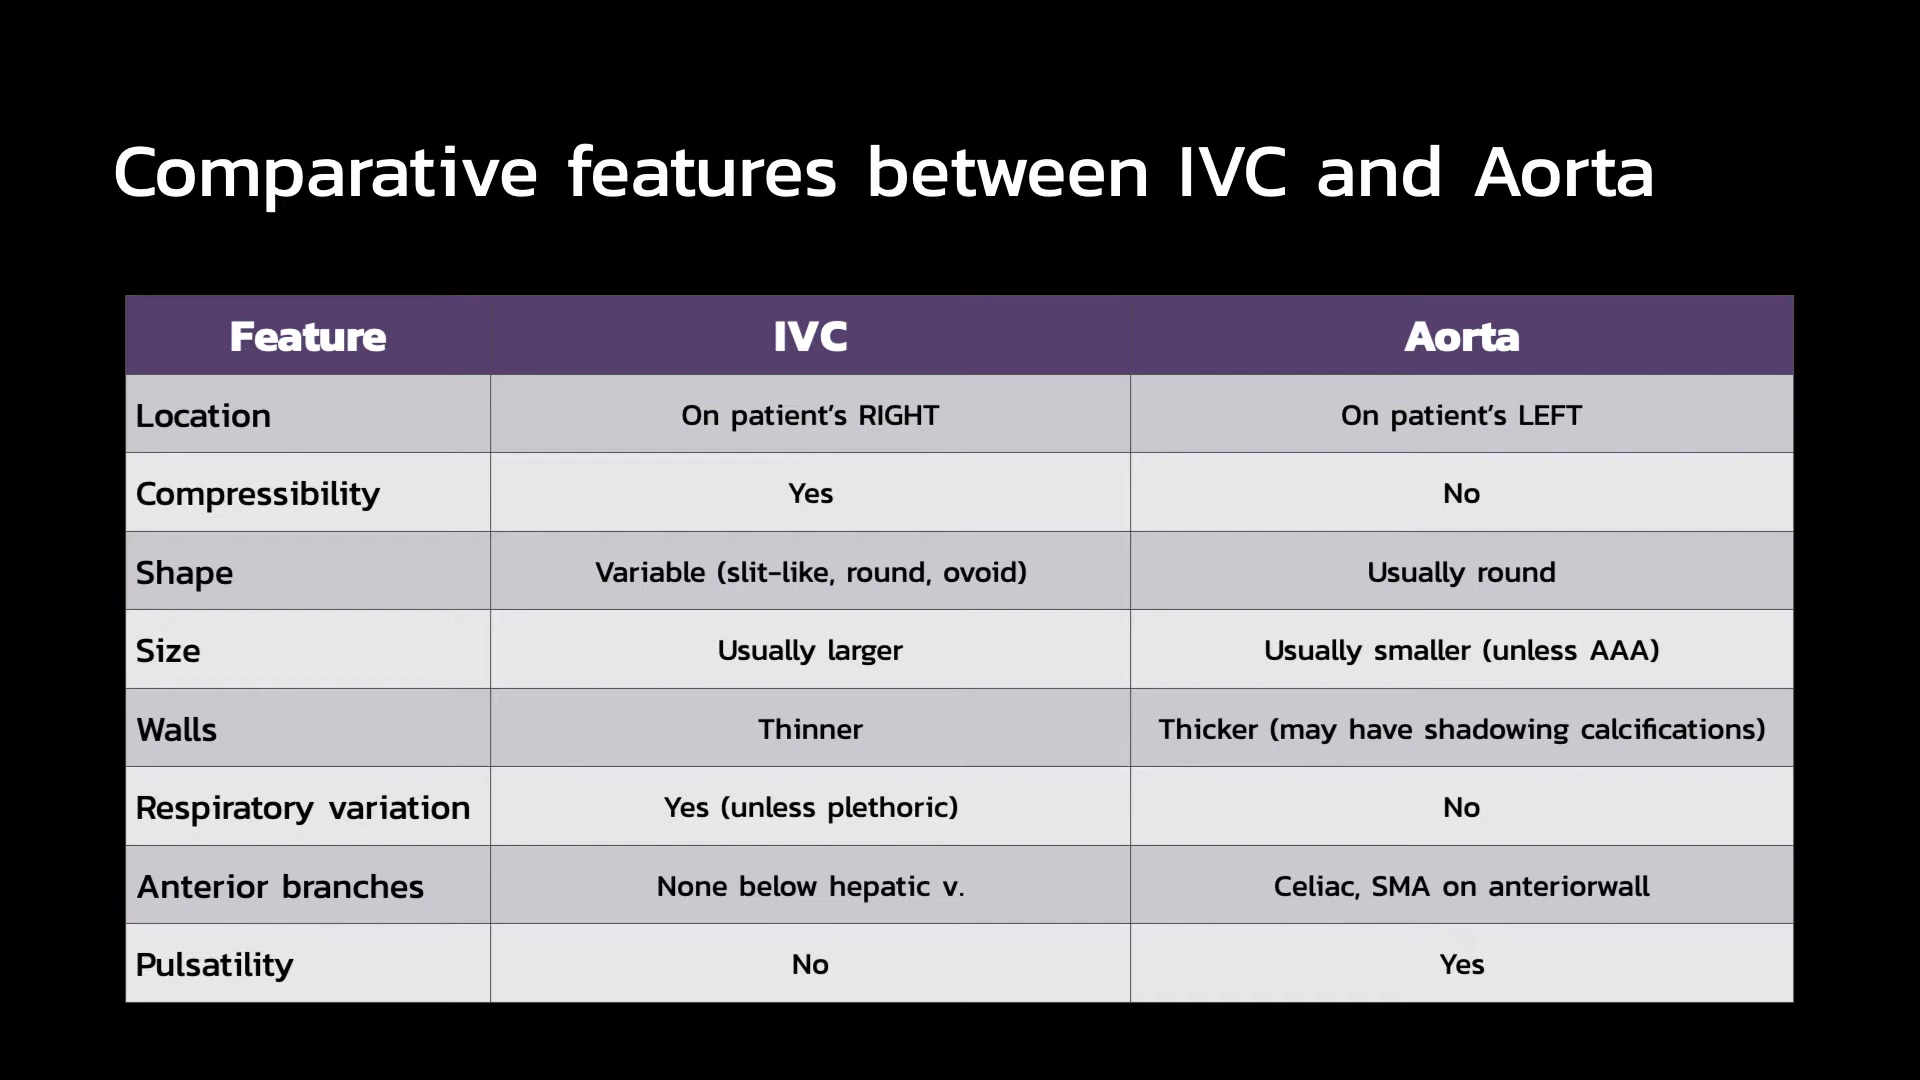 Comparative features between IVC and Aorta
Feature IVC Aorta
Location On patient’s RIGHT On patient’s LEFT
Compressibility Yes No
Shape Variable (slit-like, round, ovoid) Usually round
Size Usually larger Usually smaller (unless AAA)
Walls Thinner Thicker (may have shadowing calcifications)
Respiratory variation Yes (unless plethoric) No
Anterior branches None below hepatic v. Celiac, SMA on anteriorwall
Pulsatility No Yes